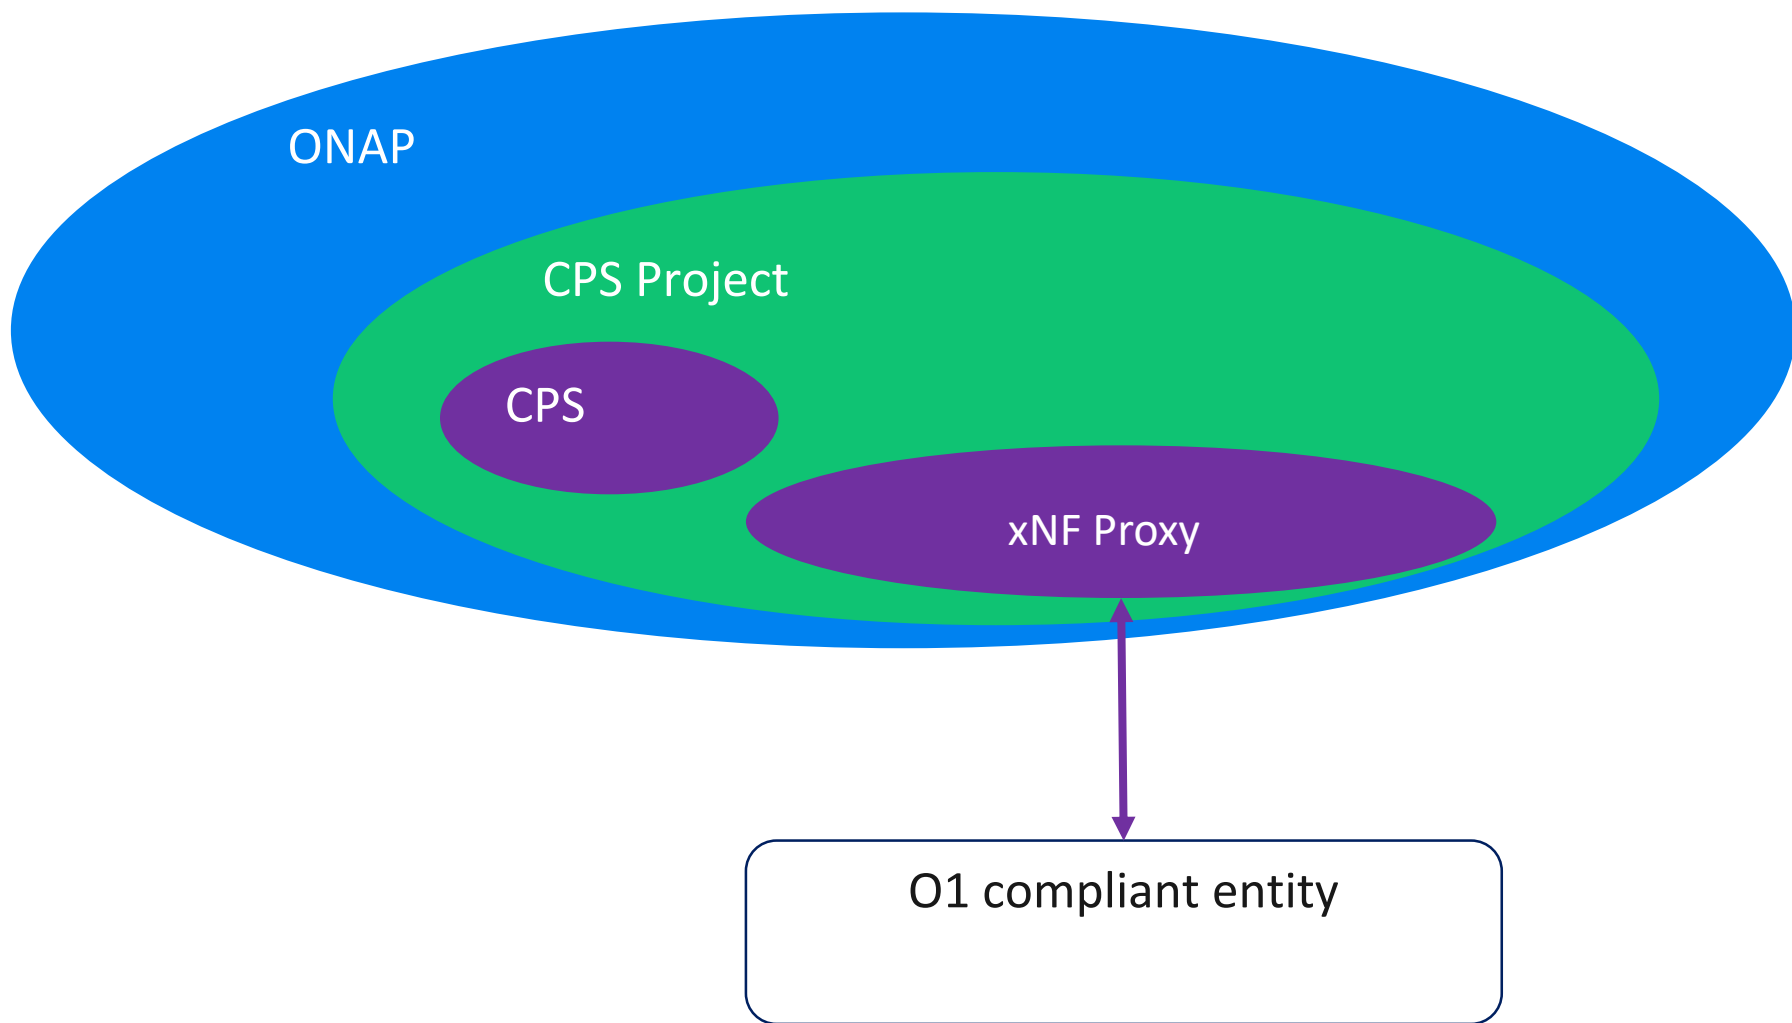 ONAP
CPS Project
CPS
xNF Proxy
O1 compliant entity